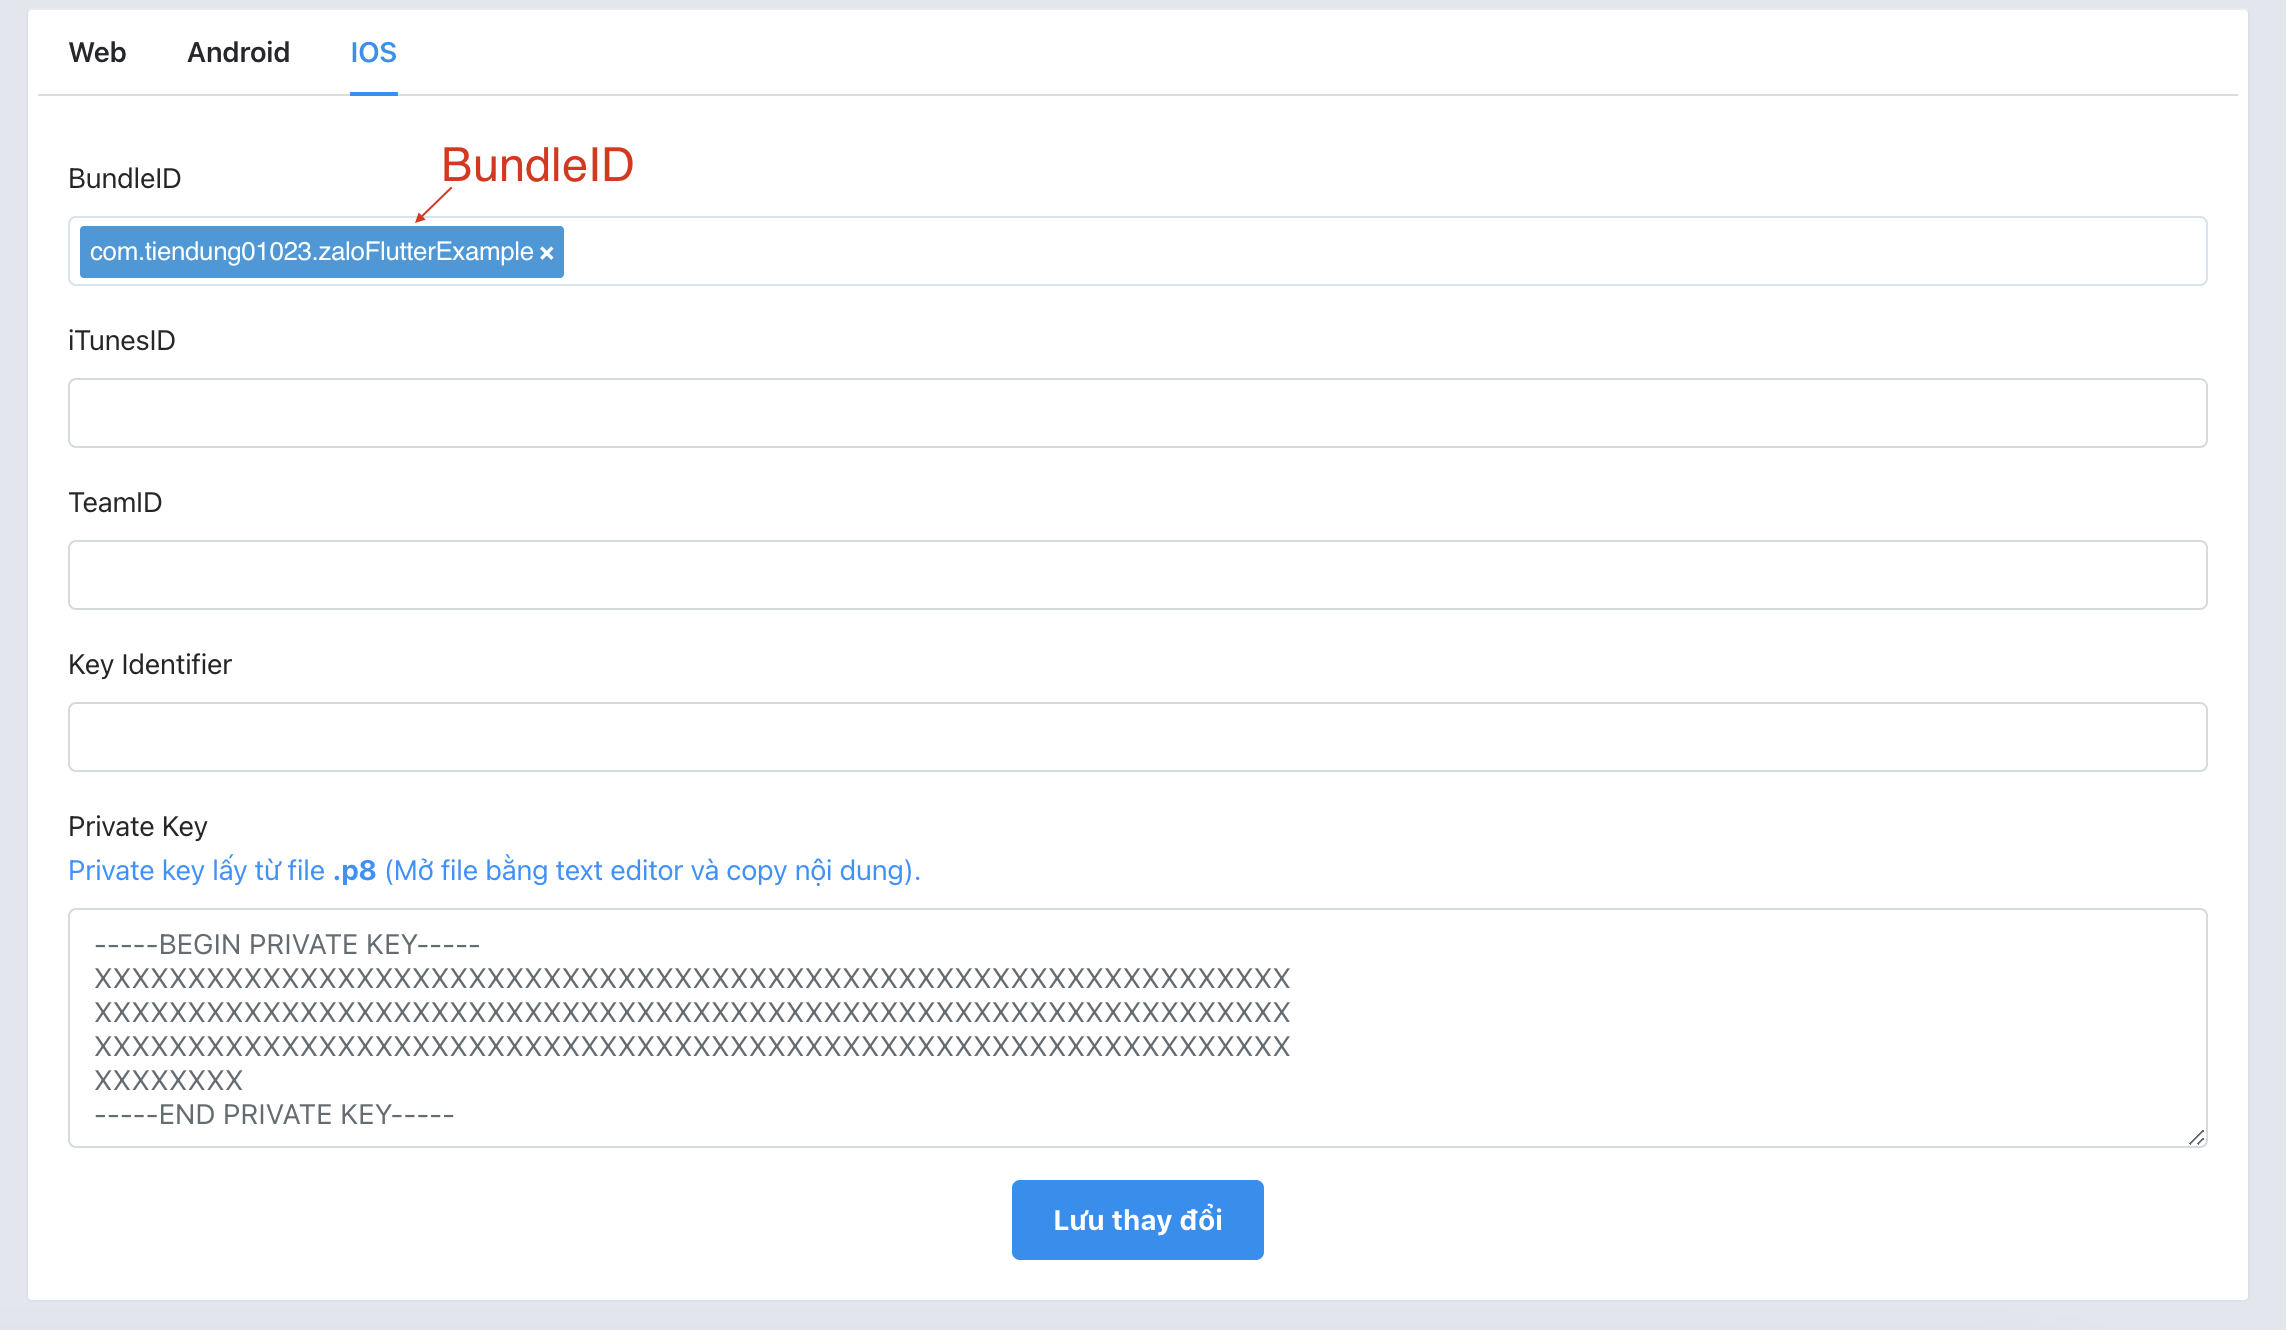 Web Android IOS
BundleID
BundleID
com.tiendung01023.zaloFlutterExample ×
iTunesID
TeamID
Key Identifier
Private Key
Private key lấy từ file .p8 (Mở file bằng text editor và copy nội dung).
-----BEGIN PRIVATE KEY-----
XXXXXXXXXXXXXXXXXXXXXXXXXXXXXXXXXXXXXXXXXXXXXXXXXXXXXXXXXXXXXXXX
XXXXXXXXXXXXXXXXXXXXXXXXXXXXXXXXXXXXXXXXXXXXXXXXXXXXXXXXXXXXXXXX
XXXXXXXXXXXXXXXXXXXXXXXXXXXXXXXXXXXXXXXXXXXXXXXXXXXXXXXXXXXXXXXX
XXXXXXXX
-----END PRIVATE KEY-----
Lưu thay đổi